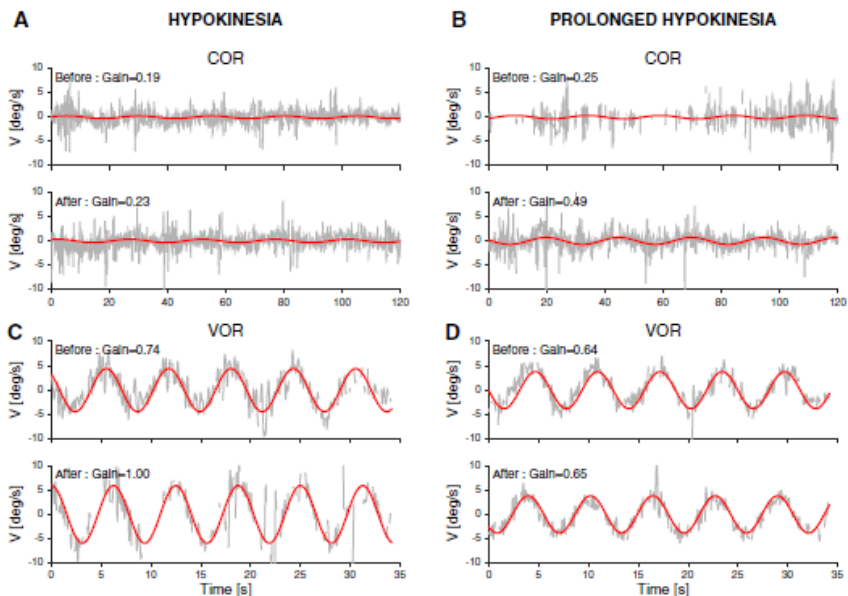 A HYPOKINESIA
B PROLONGED HYPOKINESIA
COR
Before : Gain=0.19
V [deg/s]
10
5
0
-5
-10
After : Gain=0.23
V [deg/s]
10
5
0
-5
-10
0 20 40 60 80 100 120
COR
Before : Gain=0.25
V [deg/s]
10
5
0
-5
-10
After : Gain=0.49
V [deg/s]
10
5
0
-5
-10
0 20 40 60 80 100 120
C VOR
Before : Gain=0.74
V [deg/s]
10
5
0
-5
-10
After : Gain=1.00
V [deg/s]
10
5
0
-5
-10
0 5 10 15 20 25 30 35
Time [s]
D VOR
Before : Gain=0.64
V [deg/s]
10
5
0
-5
-10
After : Gain=0.65
V [deg/s]
10
5
0
-5
-10
0 5 10 15 20 25 30 35
Time [s]